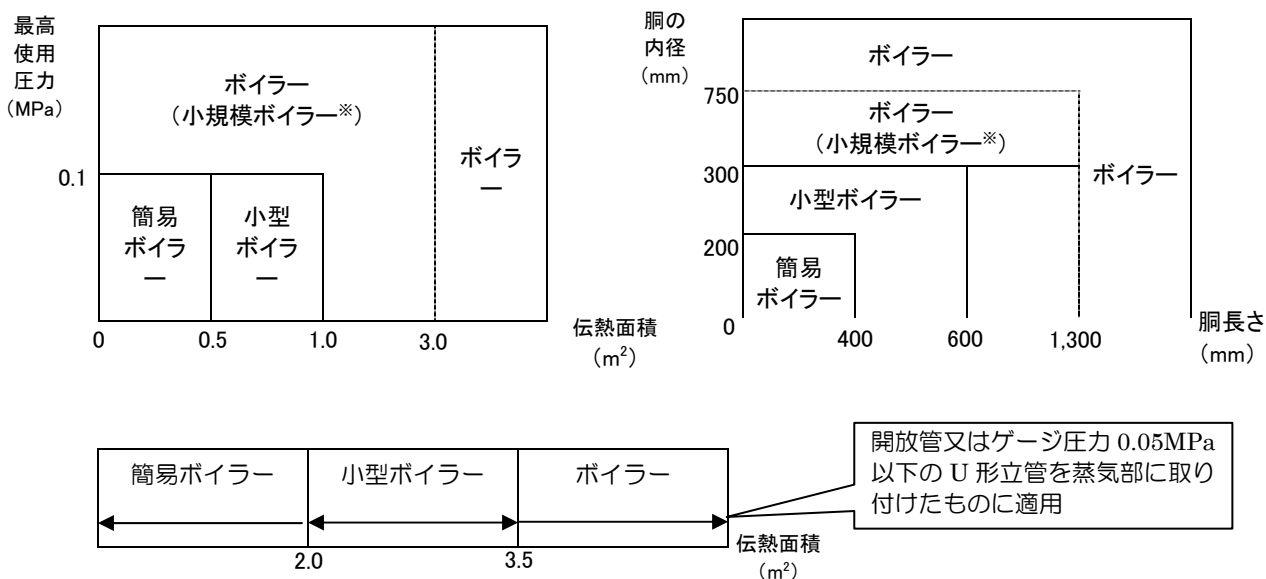 最高
使用
圧力
（MPa）
ボイラー
（小規模ボイラー※）
ボイラ
ー
0.1
簡易
ボイラ
ー
小型
ボイラ
ー
0
0.5
1.0
3.0
伝熱面積
（m²）
胴の
内径
（mm）
ボイラー
750
ボイラー
（小規模ボイラー※）
300
ボイラー
小型ボイラー
200
簡易
ボイラー
0
400
600
1,300
胴長さ
（mm）
簡易ボイラー
小型ボイラー
ボイラー
2.0
3.5
伝熱面積
（m²）
開放管又はゲージ圧力 0.05MPa
以下の U 形立管を蒸気部に取り
付けたものに適用